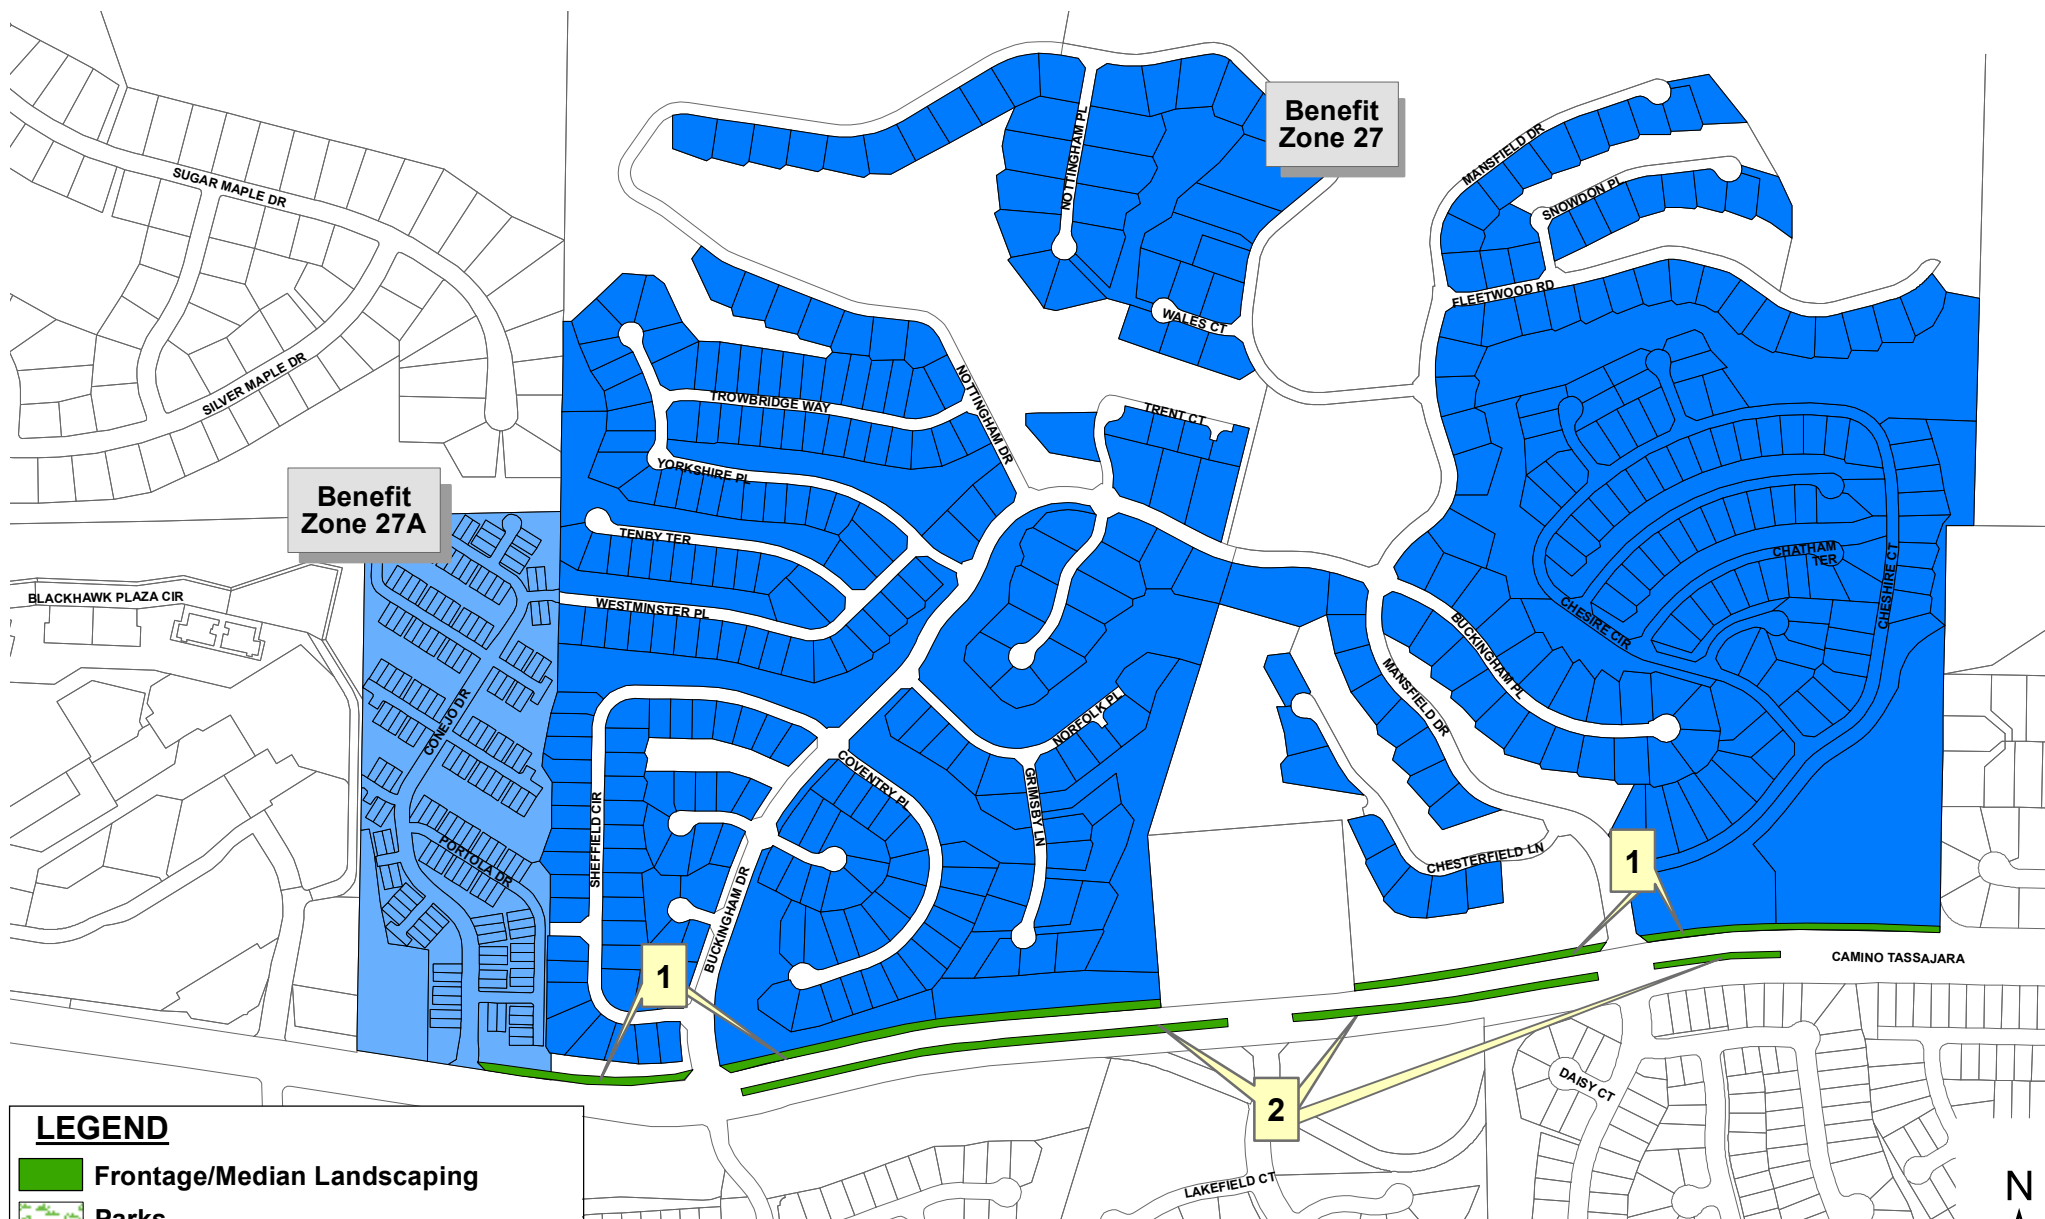 Benefit
Zone 27
MANSFIELD DR
NOTTINGHAM PL
SUGAR MAPLE DR
SNOWDON PL
FLEETWOOD RD
WALES CT
SILVER MAPLE DR
TROWBRIDGE WAY
NOTTINGHAM DR
TRENT CT
YORKSHIRE PL
Benefit
Zone 27A
TENBY TER
CHATHAM
TER
CHESHIRE CT
BLACKHAWK PLAZA CIR
WESTMINSTER PL
CHESIRE CIR
BUCKINGHAM PL
MANSFIELD DR
CONEJO DR
NORFOLK PL
COVENTRY PL
GRIMSBY LN
SHEFFIELD CIR
PORTOLA DR
CHESTERFIELD LN
1
BUCKINGHAM DR
1
CAMINO TASSAJARA
2
DAISY CT
LEGEND
Frontage/Median Landscaping
LAKEFIELD CT
N
Parks